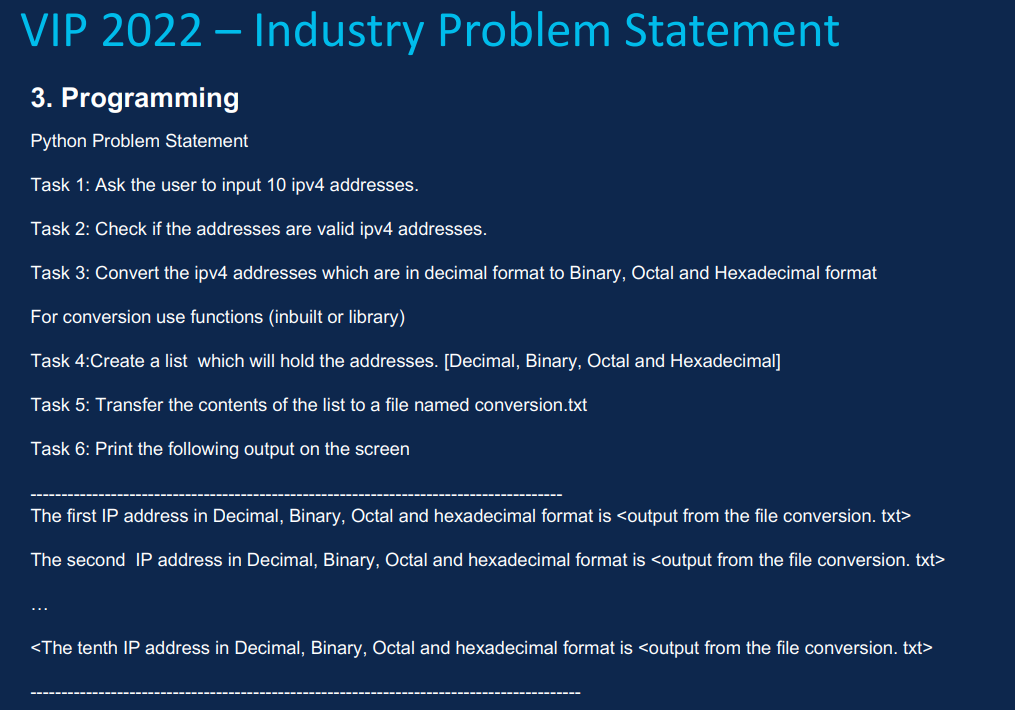 VIP 2022 – Industry Problem Statement
3. Programming
Python Problem Statement
Task 1: Ask the user to input 10 ipv4 addresses.
Task 2: Check if the addresses are valid ipv4 addresses.
Task 3: Convert the ipv4 addresses which are in decimal format to Binary, Octal and Hexadecimal format
For conversion use functions (inbuilt or library)
Task 4:Create a list  which will hold the addresses. [Decimal, Binary, Octal and Hexadecimal]
Task 5: Transfer the contents of the list to a file named conversion.txt
Task 6: Print the following output on the screen
--------------------------------------------------------------------------------------
The first IP address in Decimal, Binary, Octal and hexadecimal format is <output from the file conversion. txt>
The second  IP address in Decimal, Binary, Octal and hexadecimal format is <output from the file conversion. txt>
…
<The tenth IP address in Decimal, Binary, Octal and hexadecimal format is <output from the file conversion. txt>
-----------------------------------------------------------------------------------------